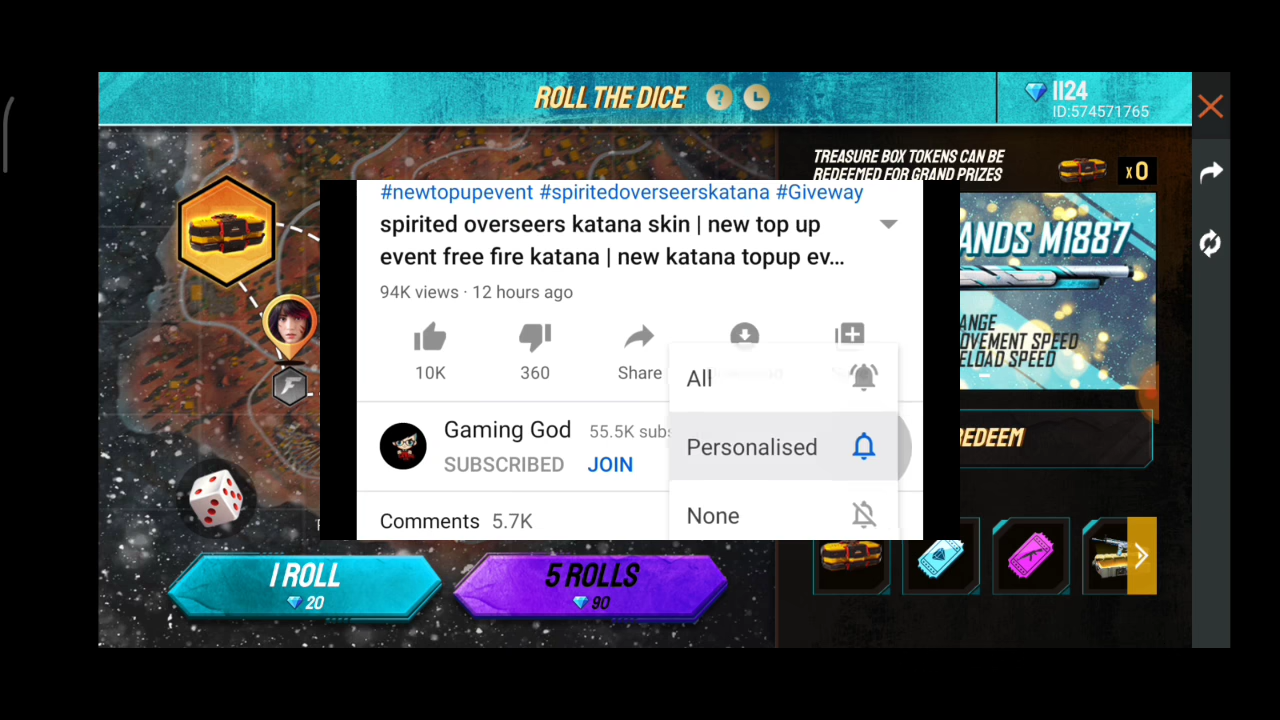 ROLL THE DICE
?
1124
ID:574571765
TREASURE BOX TOKENS CAN BE
REDEEMED FOR GRAND PRIZES
x0
ANDS M1887
ANGE
OVEMENT SPEED
ELOAD SPEED
REDEEM
#newtopupevent #spiritedoverseerskatana #Giveway
spirited overseers katana skin | new top up
event free fire katana | new katana topup ev...
94K views · 12 hours ago
10K
360
Share
All
Gaming God 55.5K subs
SUBSCRIBED JOIN
Personalised
None
Comments 5.7K
1 ROLL
20
5 ROLLS
90